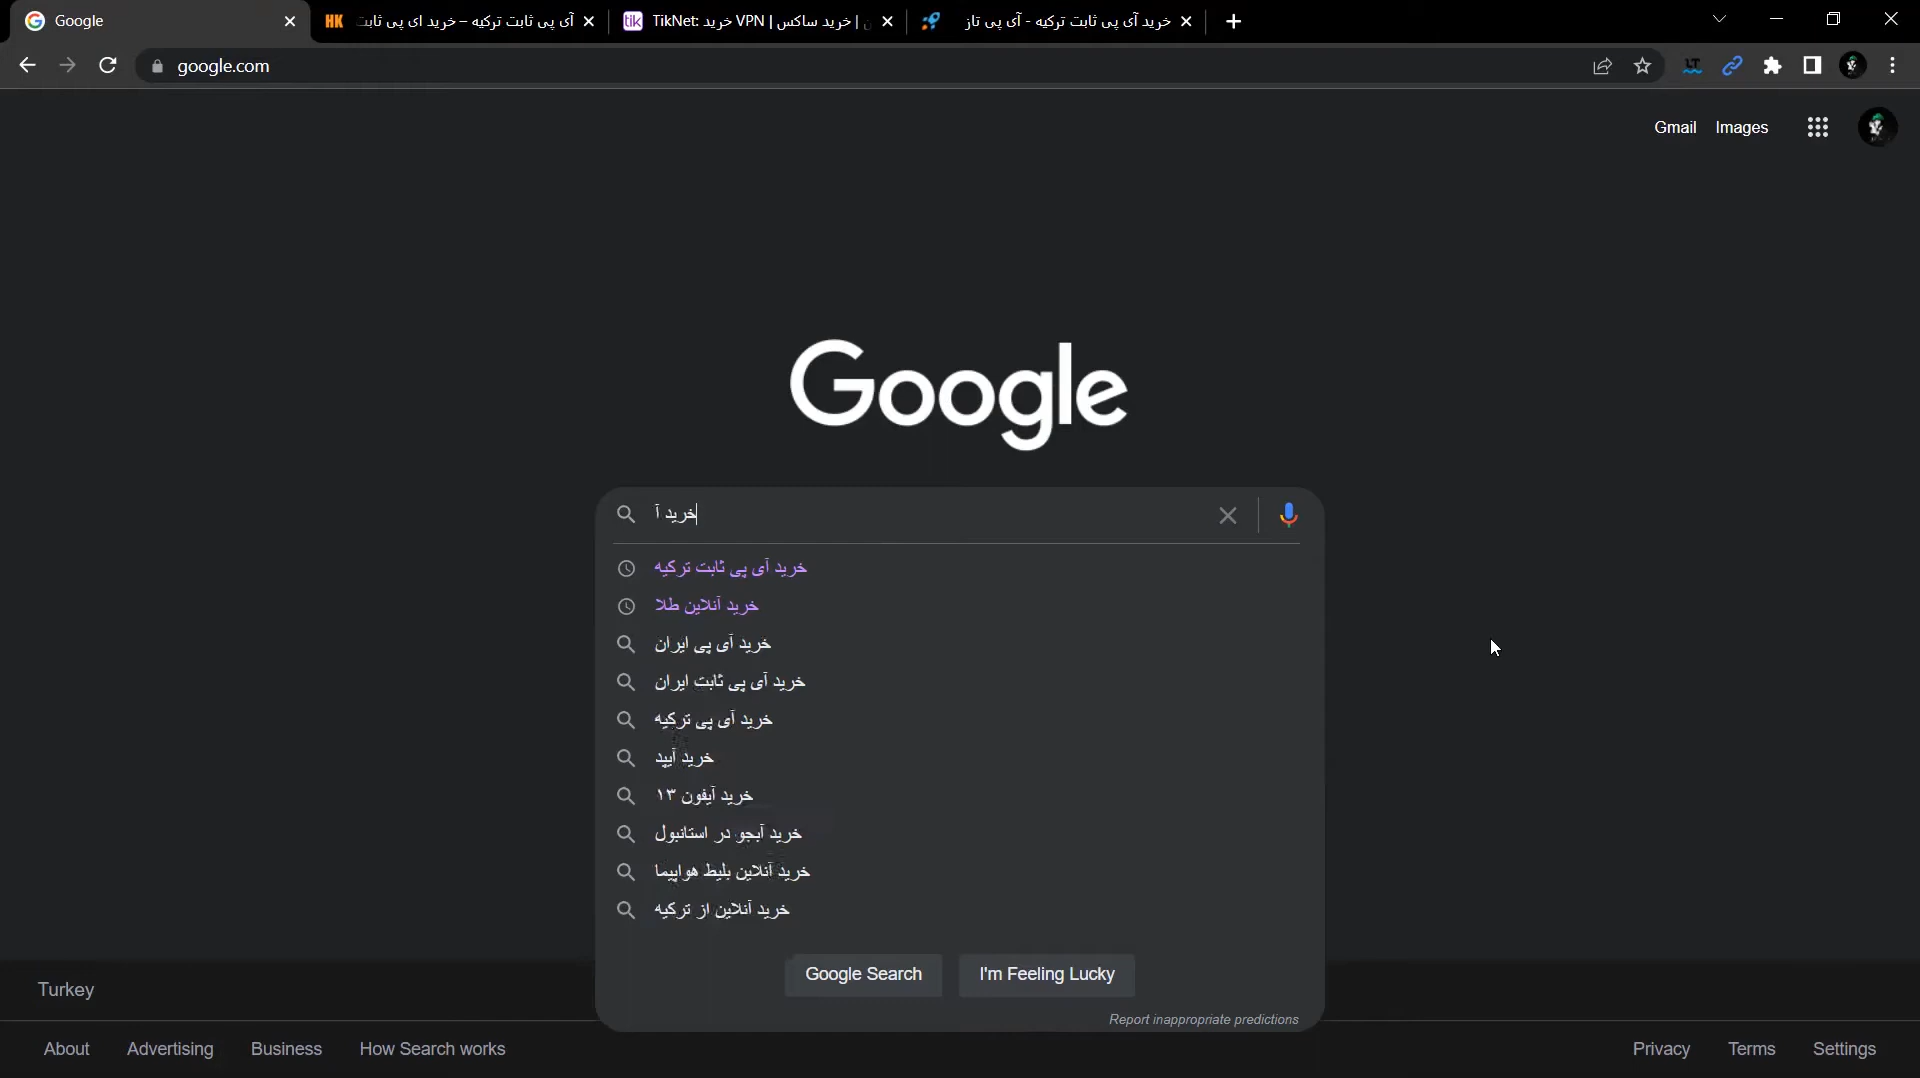 Google
آی پی ثابت ترکیه – خرید ای پی ثابت
TikNet: خرید VPN | خرید ساکس |
خرید آی پی ثابت ترکیه - آی پی تاز
google.com
LT
Gmail Images
Google
خرید آ
خرید آی پی ثابت ترکیه
خرید آنلاین طلا
خرید آی پی ایران
خرید آی پی ثابت ایران
خرید آی پی ترکیه
خرید آیپد
خرید آیفون ۱۳
خرید آبجو در استانبول
خرید آنلاین بلیط هواپیما
خرید آنلاین از ترکیه
Google Search I'm Feeling Lucky
Report inappropriate predictions
Turkey
About Advertising Business How Search works Privacy Terms Settings